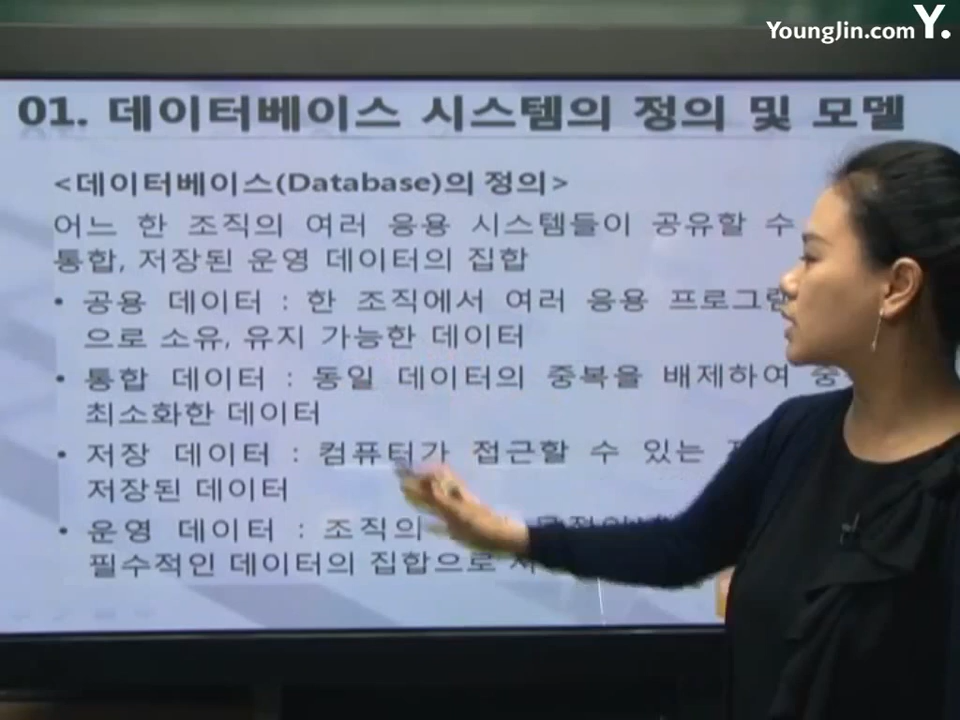 YoungJin.com Y.
01. 데이터베이스 시스템의 정의 및 모델
<데이터베이스(Database)의 정의>
어느 한 조직의 여러 응용 시스템들이 공유할 수
통합, 저장된 운영 데이터의 집합
• 공용 데이터 : 한 조직에서 여러 응용 프로그램
으로 소유, 유지 가능한 데이터
• 통합 데이터 : 동일 데이터의 중복을 배제하여 중
최소화한 데이터
• 저장 데이터 : 컴퓨터가 접근할 수 있는
저장된 데이터
• 운영 데이터 : 조직의
필수적인 데이터의 집합으로